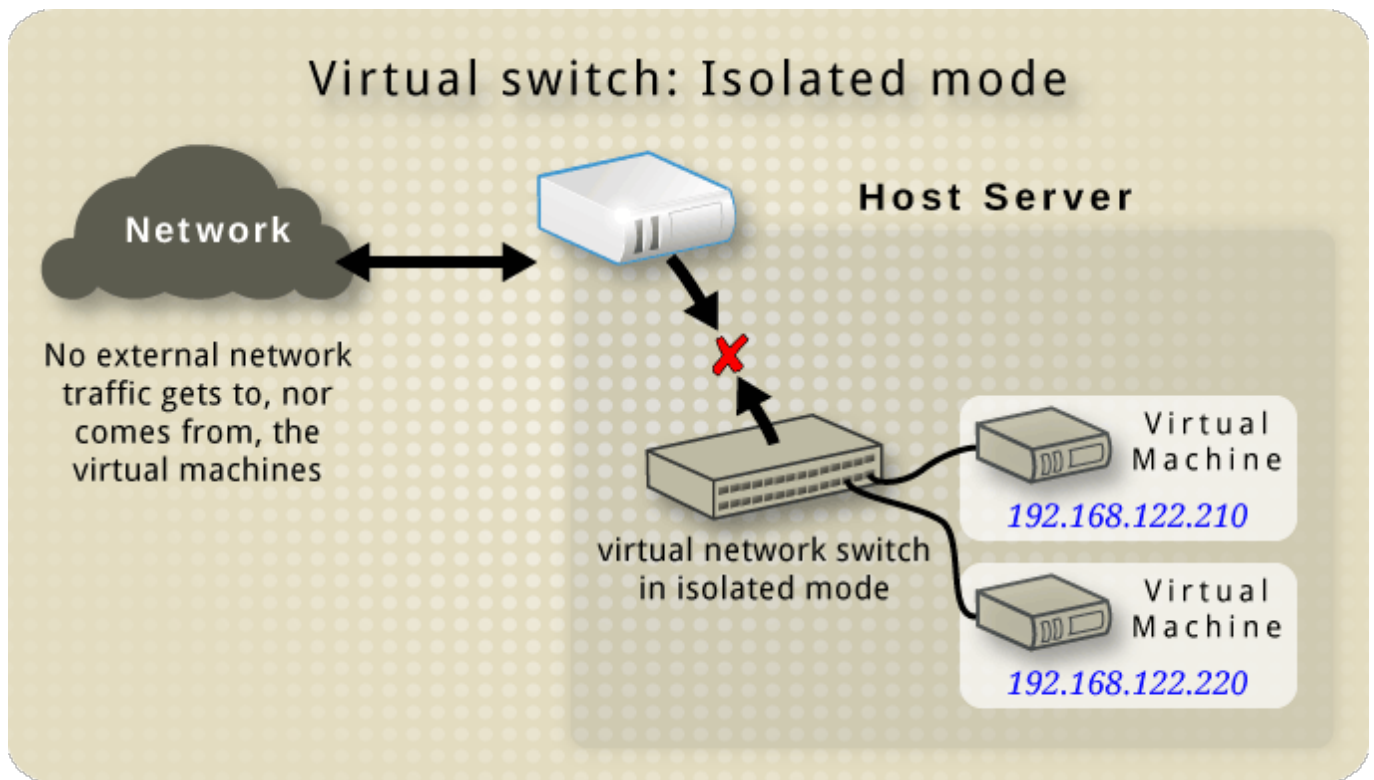 Virtual switch: Isolated mode
Network
Host Server
No external network
traffic gets to, nor
comes from, the
virtual machines
virtual network switch
in isolated mode
Virtual
Machine
192.168.122.210
Virtual
Machine
192.168.122.220